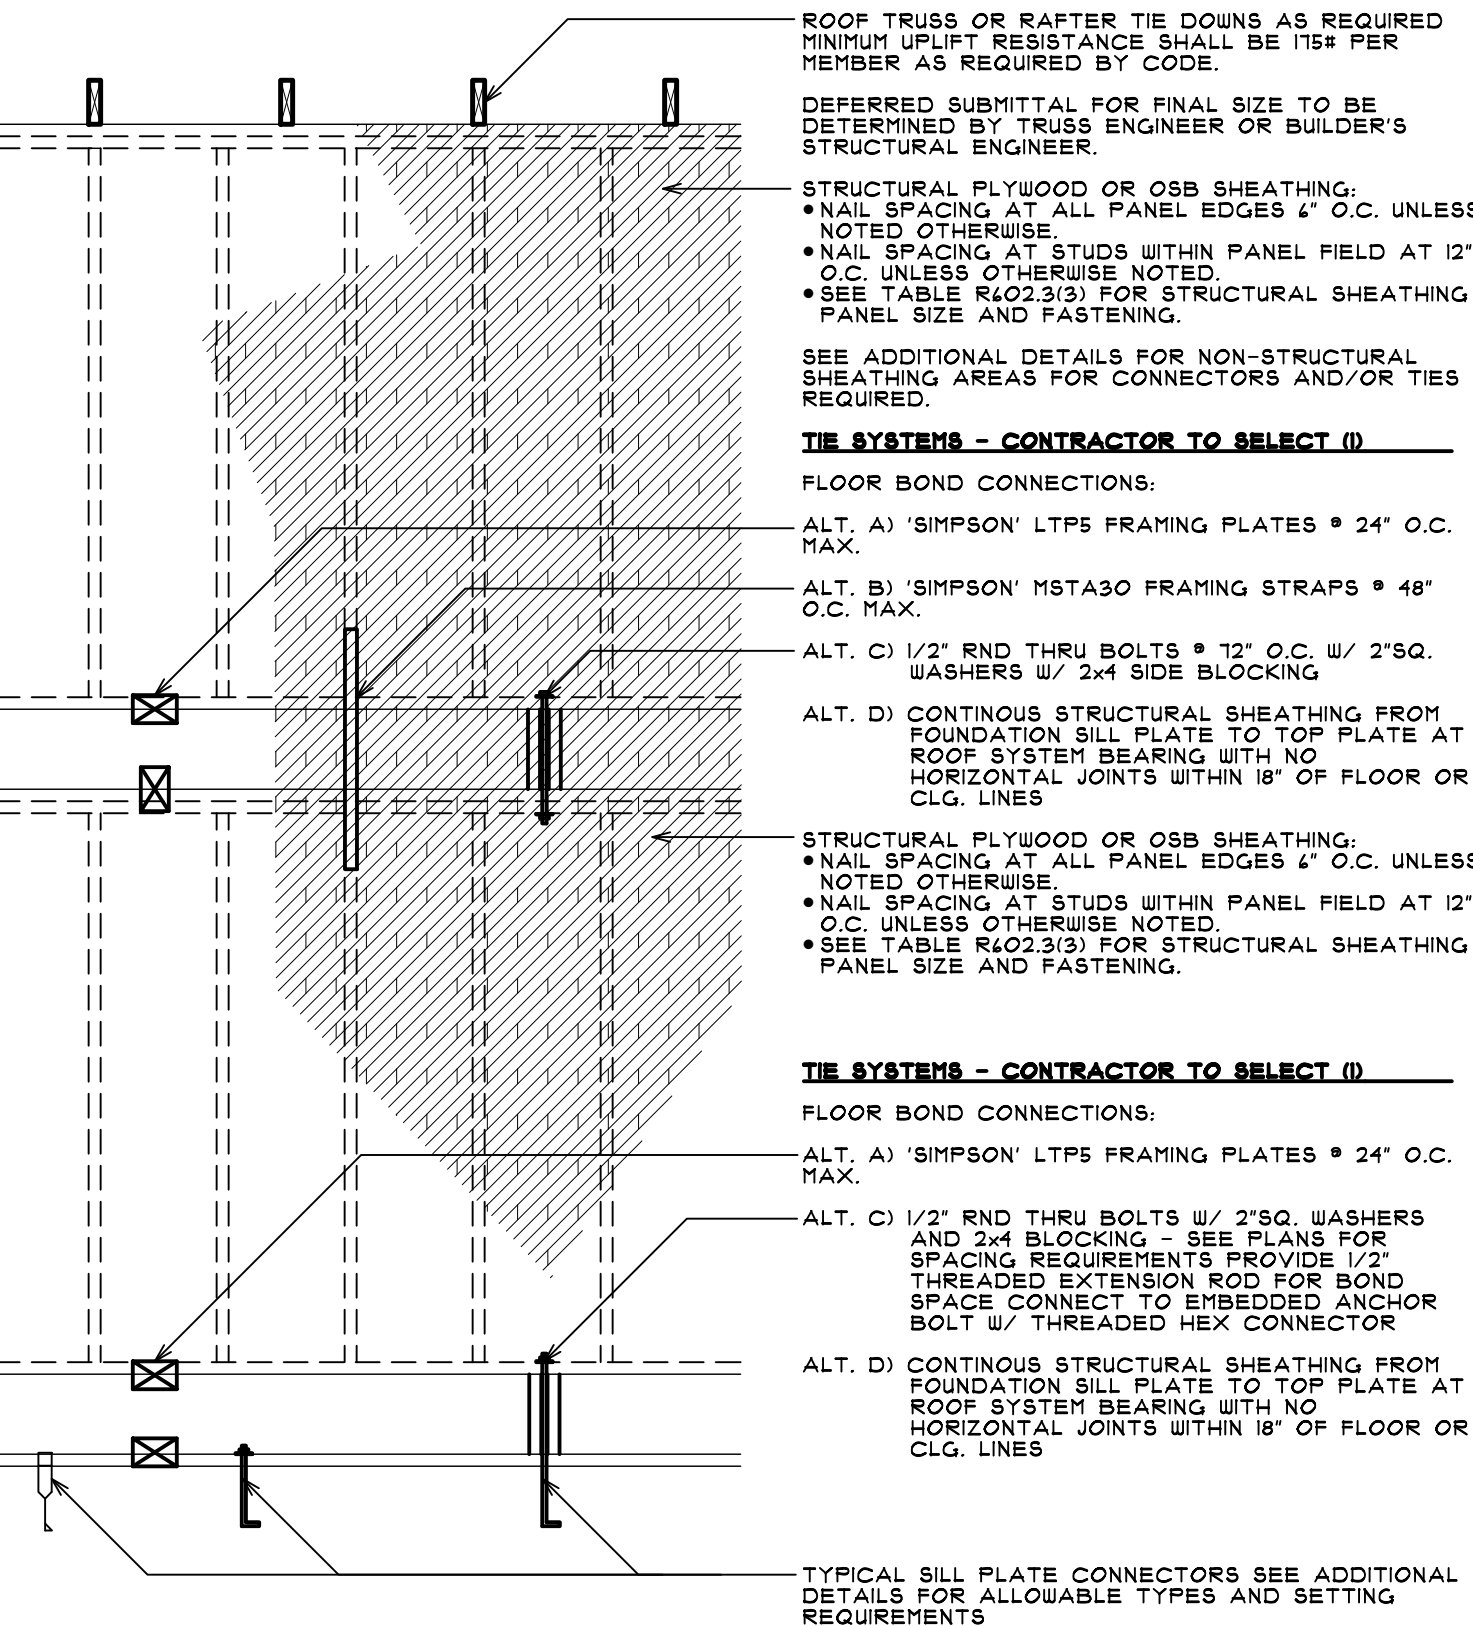 ROOF TRUSS OR RAFTER TIE DOWNS AS REQUIRED
MINIMUM UPLIFT RESISTANCE SHALL BE 175# PER
MEMBER AS REQUIRED BY CODE.
DEFERRED SUBMITTAL FOR FINAL SIZE TO BE
DETERMINED BY TRUSS ENGINEER OR BUILDER'S
STRUCTURAL ENGINEER.
STRUCTURAL PLYWOOD OR OSB SHEATHING:
• NAIL SPACING AT ALL PANEL EDGES 6" O.C. UNLESS
NOTED OTHERWISE.
• NAIL SPACING AT STUDS WITHIN PANEL FIELD AT 12"
O.C. UNLESS OTHERWISE NOTED.
• SEE TABLE R602.3(3) FOR STRUCTURAL SHEATHING
PANEL SIZE AND FASTENING.
SEE ADDITIONAL DETAILS FOR NON-STRUCTURAL
SHEATHING AREAS FOR CONNECTORS AND/OR TIES
REQUIRED.
TIE SYSTEMS - CONTRACTOR TO SELECT (1)
FLOOR BOND CONNECTIONS:
ALT. A) 'SIMPSON' LTP5 FRAMING PLATES @ 24" O.C.
MAX.
ALT. B) 'SIMPSON' MSTA30 FRAMING STRAPS @ 48"
O.C. MAX.
ALT. C) 1/2" RND THRU BOLTS @ 72" O.C. W/ 2"SQ.
WASHERS W/ 2x4 SIDE BLOCKING
ALT. D) CONTINOUS STRUCTURAL SHEATHING FROM
FOUNDATION SILL PLATE TO TOP PLATE AT
ROOF SYSTEM BEARING WITH NO
HORIZONTAL JOINTS WITHIN 18" OF FLOOR OR
CLG. LINES
STRUCTURAL PLYWOOD OR OSB SHEATHING:
• NAIL SPACING AT ALL PANEL EDGES 6" O.C. UNLESS
NOTED OTHERWISE.
• NAIL SPACING AT STUDS WITHIN PANEL FIELD AT 12"
O.C. UNLESS OTHERWISE NOTED.
• SEE TABLE R602.3(3) FOR STRUCTURAL SHEATHING
PANEL SIZE AND FASTENING.
TIE SYSTEMS - CONTRACTOR TO SELECT (1)
FLOOR BOND CONNECTIONS:
ALT. A) 'SIMPSON' LTP5 FRAMING PLATES @ 24" O.C.
MAX.
ALT. C) 1/2" RND THRU BOLTS W/ 2"SQ. WASHERS
AND 2x4 BLOCKING - SEE PLANS FOR
SPACING REQUIREMENTS PROVIDE 1/2"
THREADED EXTENSION ROD FOR BOND
SPACE CONNECT TO EMBEDDED ANCHOR
BOLT W/ THREADED HEX CONNECTOR
ALT. D) CONTINOUS STRUCTURAL SHEATHING FROM
FOUNDATION SILL PLATE TO TOP PLATE AT
ROOF SYSTEM BEARING WITH NO
HORIZONTAL JOINTS WITHIN 18" OF FLOOR OR
CLG. LINES
TYPICAL SILL PLATE CONNECTORS SEE ADDITIONAL
DETAILS FOR ALLOWABLE TYPES AND SETTING
REQUIREMENTS